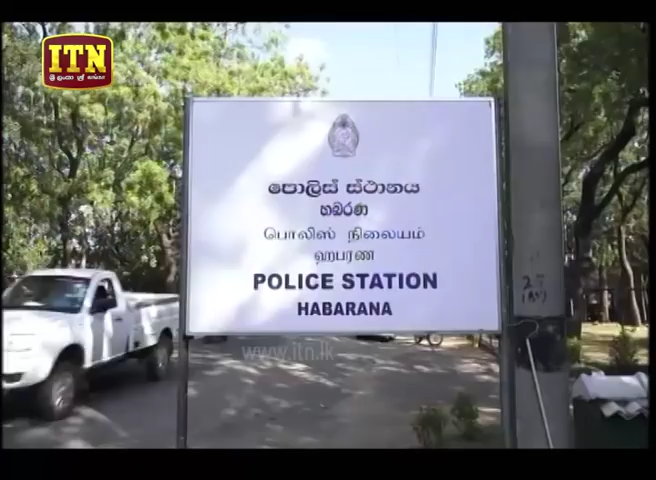 ITN
ශ්‍රී ලංකා ශ්‍රී ලංකා
පොලිස් ස්ථානය
හබරණ
பொலிஸ் நிலையம்
ஹபரண
POLICE STATION
HABARANA
www.itn.lk